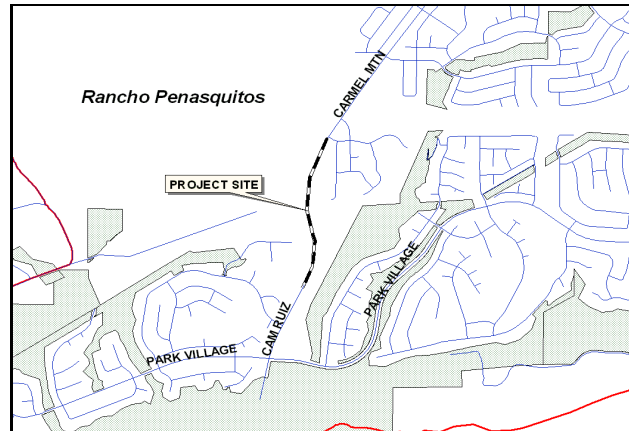 CARMEL MTN
Rancho Penasquitos
PROJECT SITE
PARK VILLAGE
CAM RUIZ
PARK VILLAGE